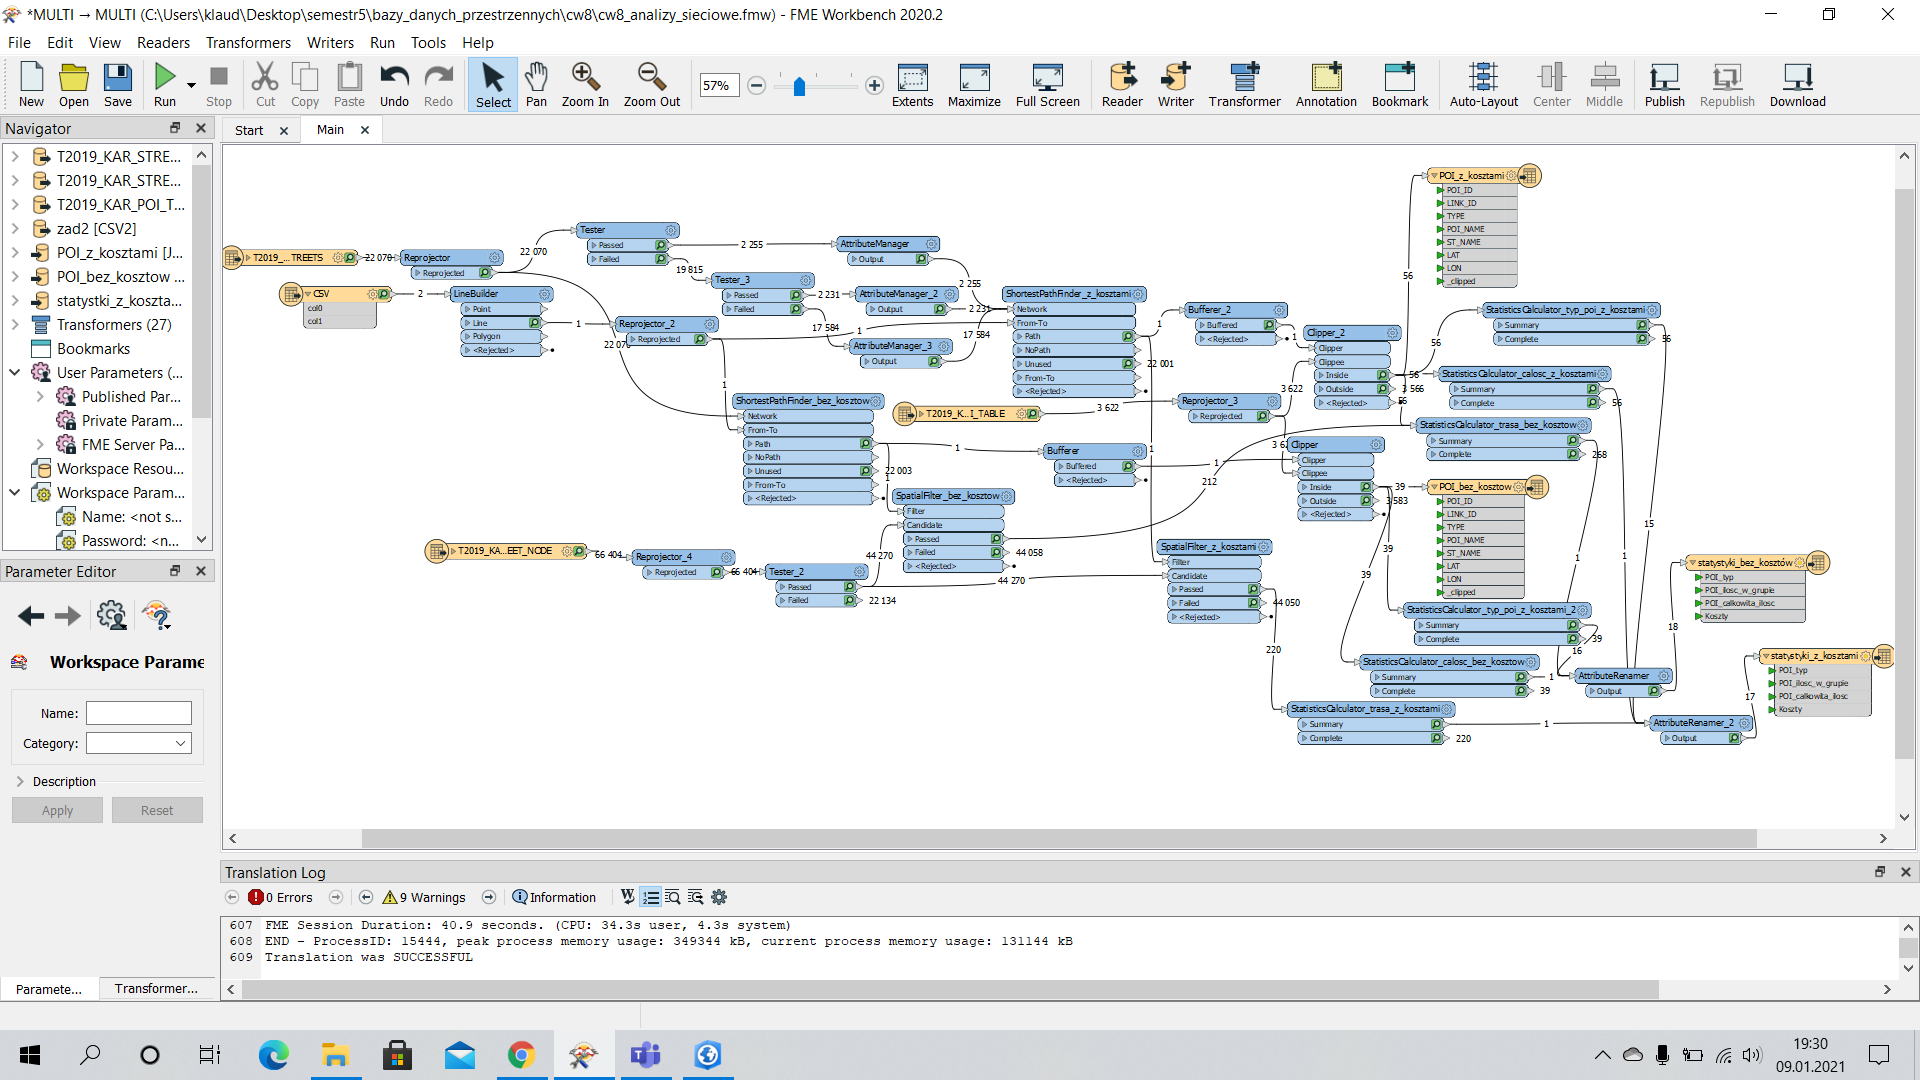 *MULTI → MULTI (C:\Users\klaud\Desktop\semestr5\bazy_danych_przestrzennych\cw8\cw8_analizy_sieciowe.fmw) - FME Workbench 2020.2
File Edit View Readers Transformers Writers Run Tools Help
New Open Save Run Stop Cut Copy Paste Undo Redo Select Pan Zoom In Zoom Out 57% Extents Maximize Full Screen Reader Writer Transformer Annotation Bookmark Auto-Layout Center Middle Publish Republish Download
Navigator
T2019_KAR_STRE...
T2019_KAR_STRE...
T2019_KAR_POI_T...
zad2 [CSV2]
POI_z_kosztami [J...
POI_bez_kosztow ...
statystki_z_koszta...
Transformers (27)
Bookmarks
User Parameters (...
Published Par...
Private Param...
FME Server Pa...
Workspace Resou...
Workspace Param...
Name: <not s...
Password: <n...
Parameter Editor
Workspace Parame
Name:
Category:
Description
Apply Reset
Paramete... Transformer...
Start Main
T2019_...TREETS
22 070
Reprojector
Reprojected
22 070
22 070
CSV
col0
col1
2
LineBuilder
Point
Line
Polygon
<Rejected>
1
Reprojector_2
Reprojected
1
1
Tester
Passed
Failed
2 255
19 815
Tester_3
Passed
Failed
2 231
17 584
AttributeManager
Output
2 255
AttributeManager_2
Output
2 231
AttributeManager_3
Output
17 584
ShortestPathFinder_z_kosztami
Network
From-To
Path
NoPath
Unused
From-To
<Rejected>
1
22 001
1
ShortestPathFinder_bez_kosztow
Network
From-To
Path
NoPath
Unused
From-To
<Rejected>
1
22 003
1
T2019_K...I_TABLE
3 622
Reprojector_3
Reprojected
3 622
Bufferer_2
Buffered
<Rejected>
1
Bufferer
Buffered
<Rejected>
1
Clipper_2
Clipper
Clippee
Inside
Outside
<Rejected>
56
3 566
56
56
56
Clipper
Clipper
Clippee
Inside
Outside
<Rejected>
39
3 583
39
39
SpatialFilter_bez_kosztow
Filter
Candidate
Passed
Failed
<Rejected>
44 058
212
T2019_KA...EET_NODE
66 404
Reprojector_4
Reprojected
66 404
Tester_2
Passed
Failed
44 270
44 270
22 134
SpatialFilter_z_kosztami
Filter
Candidate
Passed
Failed
<Rejected>
44 050
220
POI_z_kosztami
POI_ID
LINK_ID
TYPE
POI_NAME
ST_NAME
LAT
LON
_clipped
StatisticsCalculator_typ_poi_z_kosztami
Summary
Complete
56
StatisticsCalculator_calosc_z_kosztami
Summary
Complete
56
StatisticsCalculator_trasa_bez_kosztow
Summary
Complete
268
POI_bez_kosztow
POI_ID
LINK_ID
TYPE
POI_NAME
ST_NAME
LAT
LON
_clipped
15
1
1
StatisticsCalculator_typ_poi_z_kosztami_2
Summary
Complete
39
16
StatisticsCalculator_calosc_bez_kosztow
Summary
Complete
1
39
StatisticsCalculator_trasa_z_kosztami
Summary
Complete
1
220
AttributeRenamer
Output
18
AttributeRenamer_2
Output
17
statystyki_bez_kosztów
POI_typ
POI_ilosc_w_grupie
POI_calkowita_ilosc
Koszty
statystyki_z_kosztami
POI_typ
POI_ilosc_w_grupie
POI_calkowita_ilosc
Koszty
Translation Log
0 Errors 9 Warnings Information
607 FME Session Duration: 40.9 seconds. (CPU: 34.3s user, 4.3s system)
608 END - ProcessID: 15444, peak process memory usage: 349344 kB, current process memory usage: 131144 kB
609 Translation was SUCCESSFUL
19:30
09.01.2021